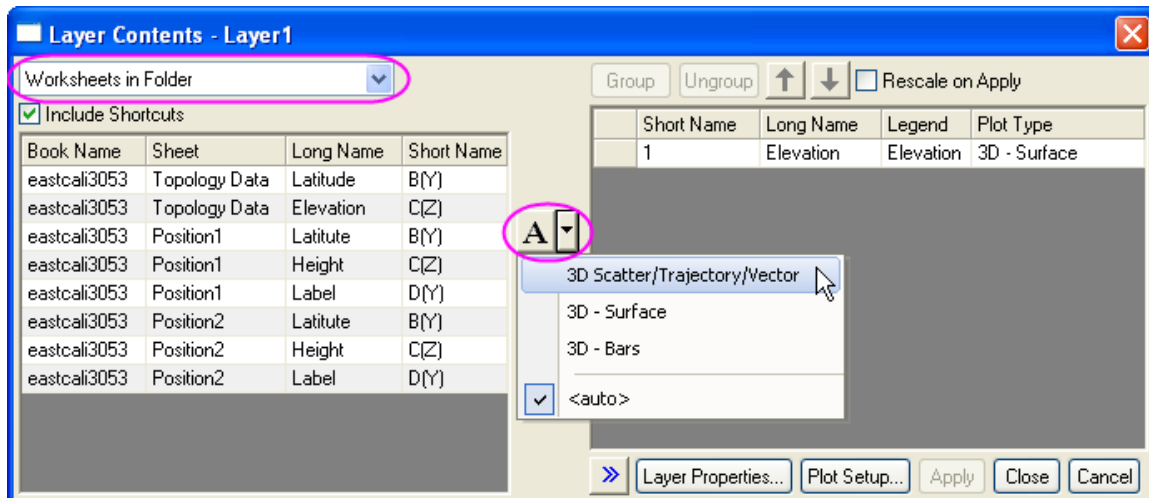 Layer Contents - Layer1
Worksheets in Folder
Group Ungroup Rescale on Apply
Include Shortcuts
Book Name Sheet Long Name Short Name
eastcali3053 Topology Data Latitude B(Y)
eastcali3053 Topology Data Elevation C(Z)
eastcali3053 Position1 Latitute B(Y)
eastcali3053 Position1 Height C(Z)
eastcali3053 Position1 Label D(Y)
eastcali3053 Position2 Latitute B(Y)
eastcali3053 Position2 Height C(Z)
eastcali3053 Position2 Label D(Y)
A
3D Scatter/Trajectory/Vector
3D - Surface
3D - Bars
<auto>
Short Name Long Name Legend Plot Type
1 Elevation Elevation 3D - Surface
Layer Properties... Plot Setup... Apply Close Cancel